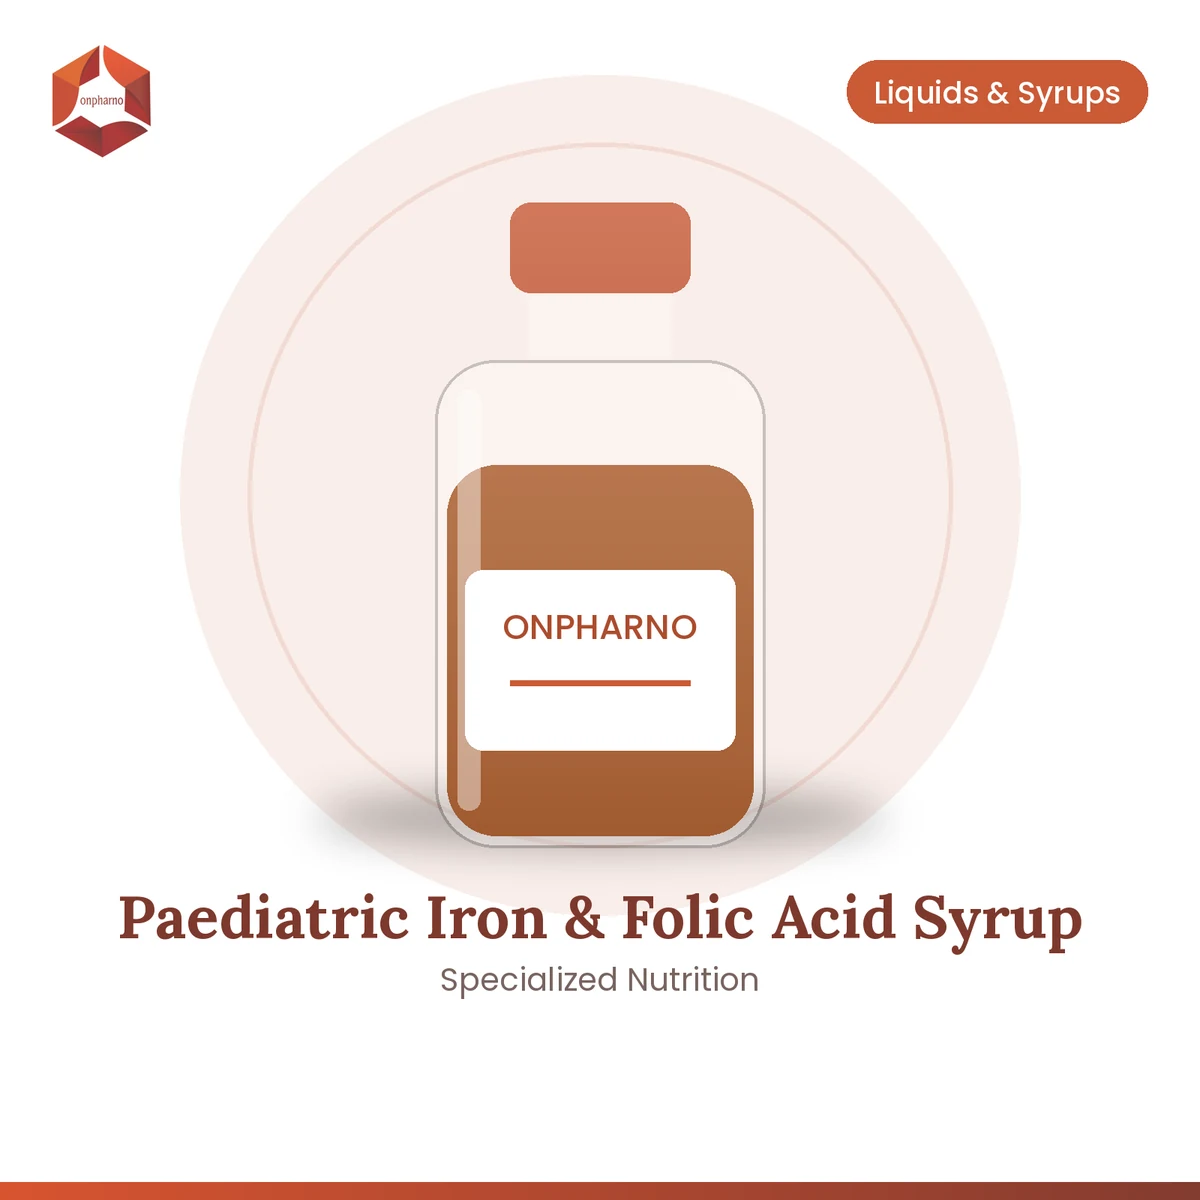 onpharno
Liquids & Syrups
ONPHARNO
Paediatric Iron & Folic Acid Syrup
Specialized Nutrition